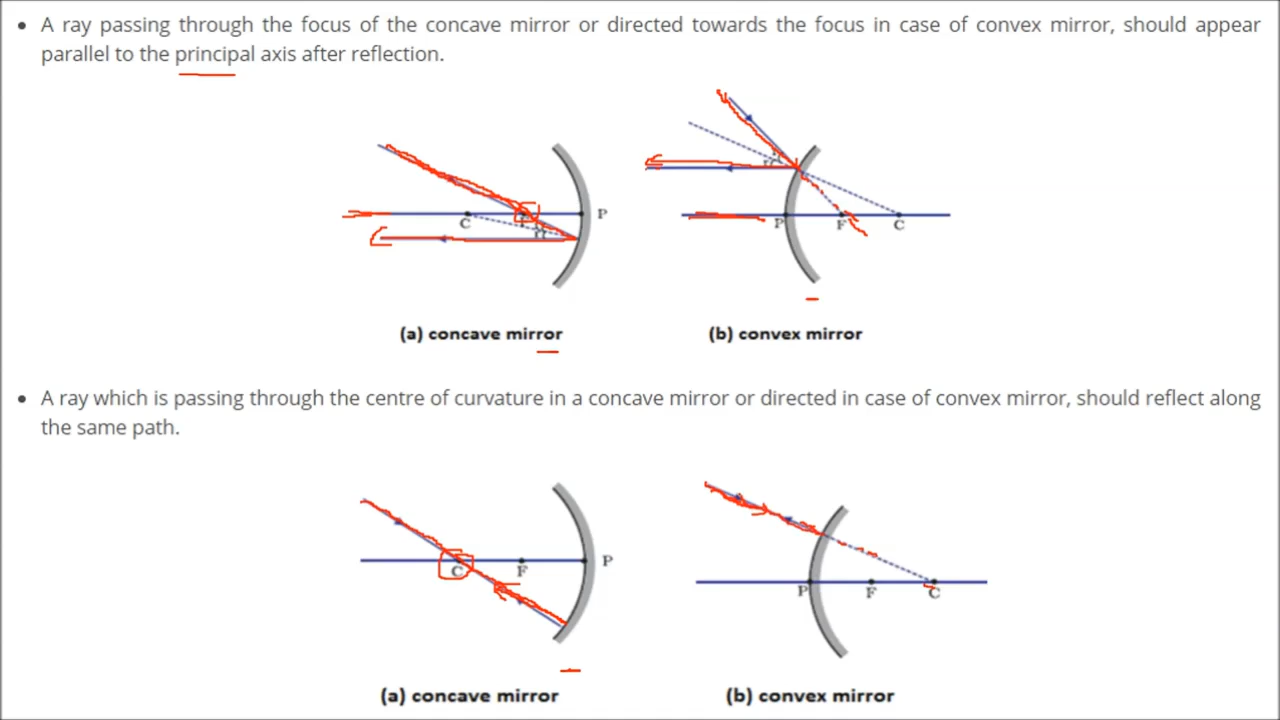 • A ray passing through the focus of the concave mirror or directed towards the focus in case of convex mirror, should appear
parallel to the principal axis after reflection.
C P
P F C
(a) concave mirror (b) convex mirror
• A ray which is passing through the centre of curvature in a concave mirror or directed in case of convex mirror, should reflect along
the same path.
C F P
P F C
(a) concave mirror (b) convex mirror